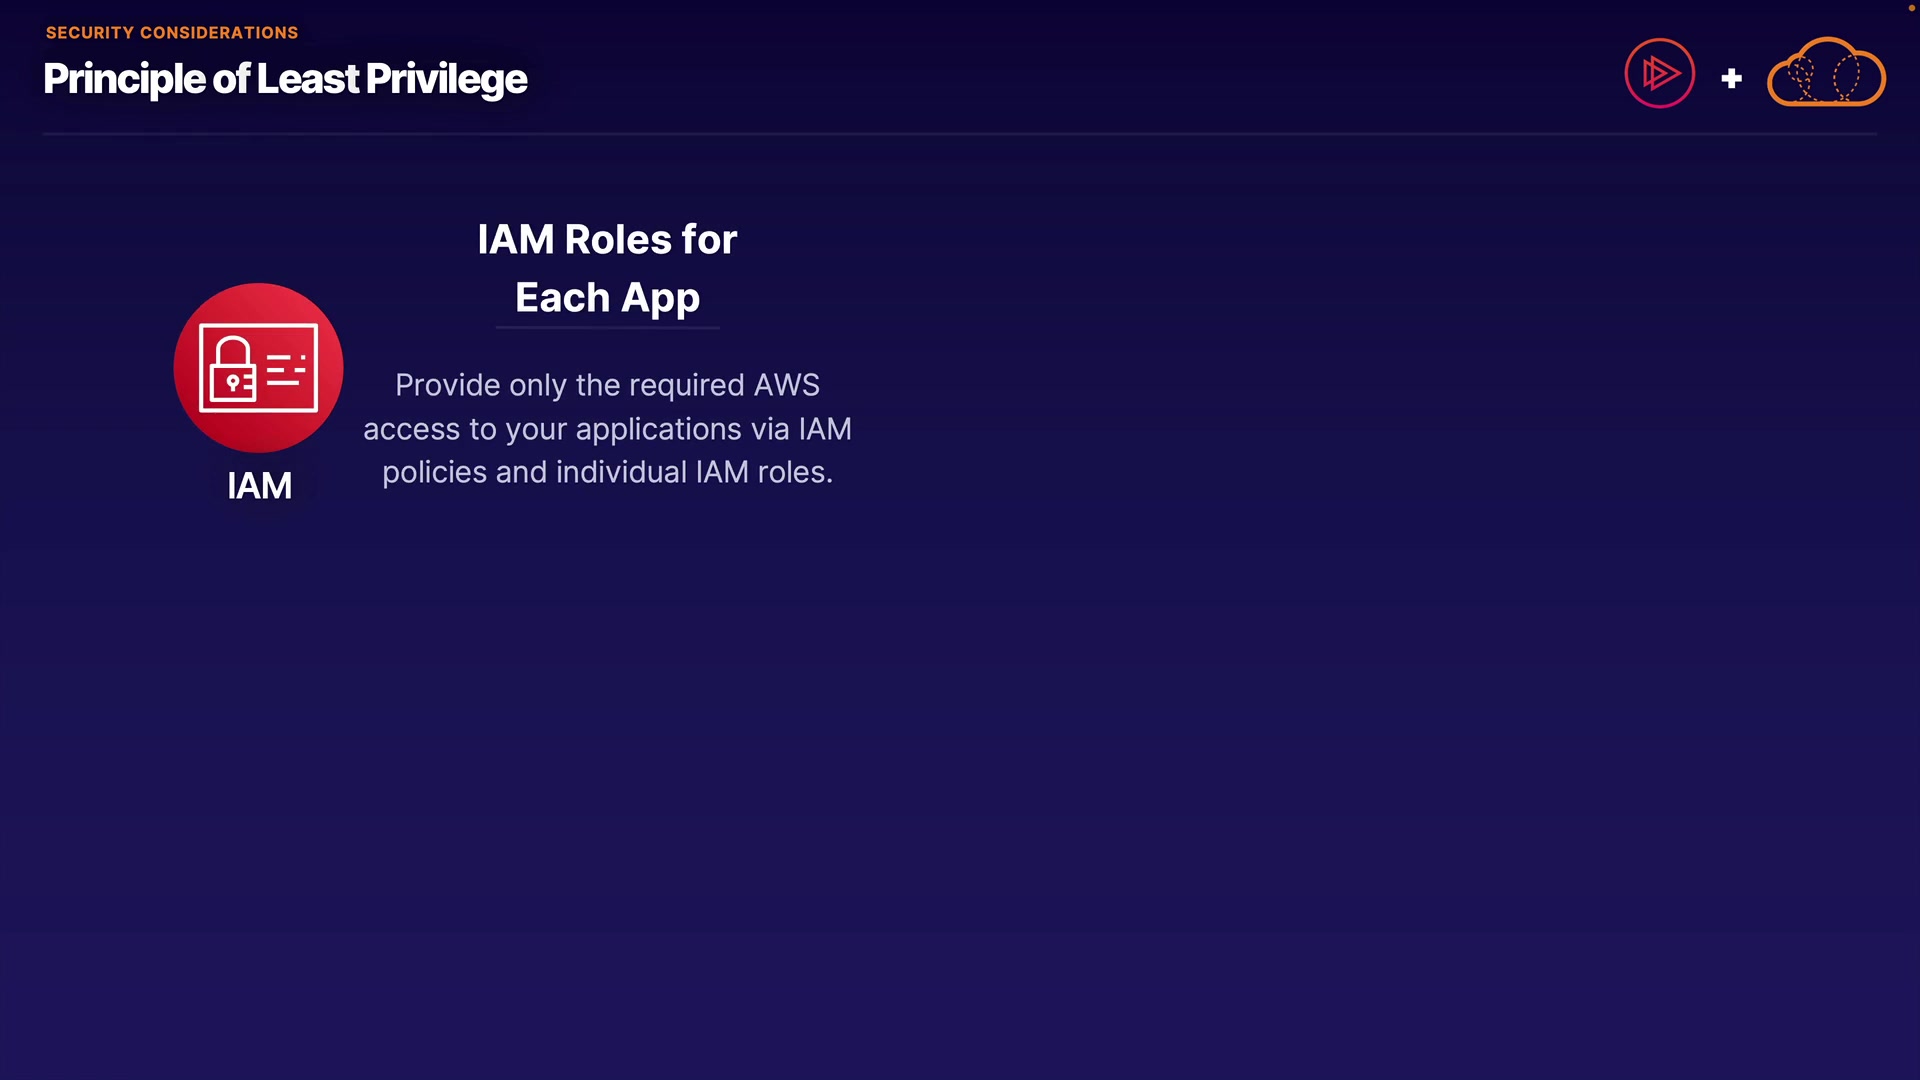 SECURITY CONSIDERATIONS
Principle of Least Privilege
IAM Roles for
Each App
Provide only the required AWS
access to your applications via IAM
policies and individual IAM roles.
IAM